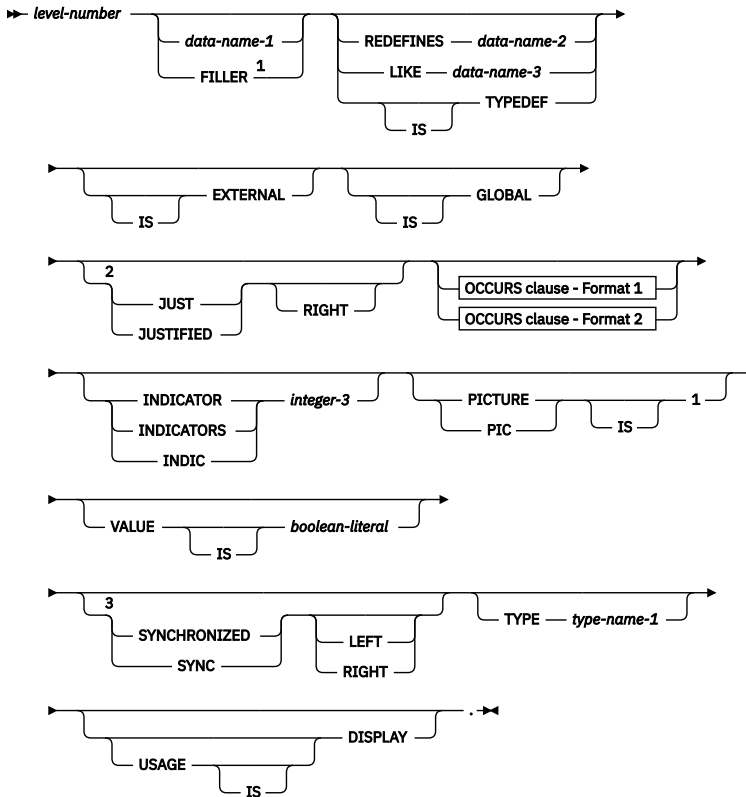 level-number
data-name-1
FILLER 1
REDEFINES data-name-2
LIKE data-name-3
TYPEDEF
IS
EXTERNAL
IS
GLOBAL
IS
2
JUST
JUSTIFIED
RIGHT
OCCURS clause - Format 1
OCCURS clause - Format 2
INDICATOR integer-3
INDICATORS
INDIC
PICTURE 1
PIC
IS
VALUE boolean-literal
IS
3
SYNCHRONIZED
SYNC
LEFT
RIGHT
TYPE type-name-1
DISPLAY .
USAGE
IS